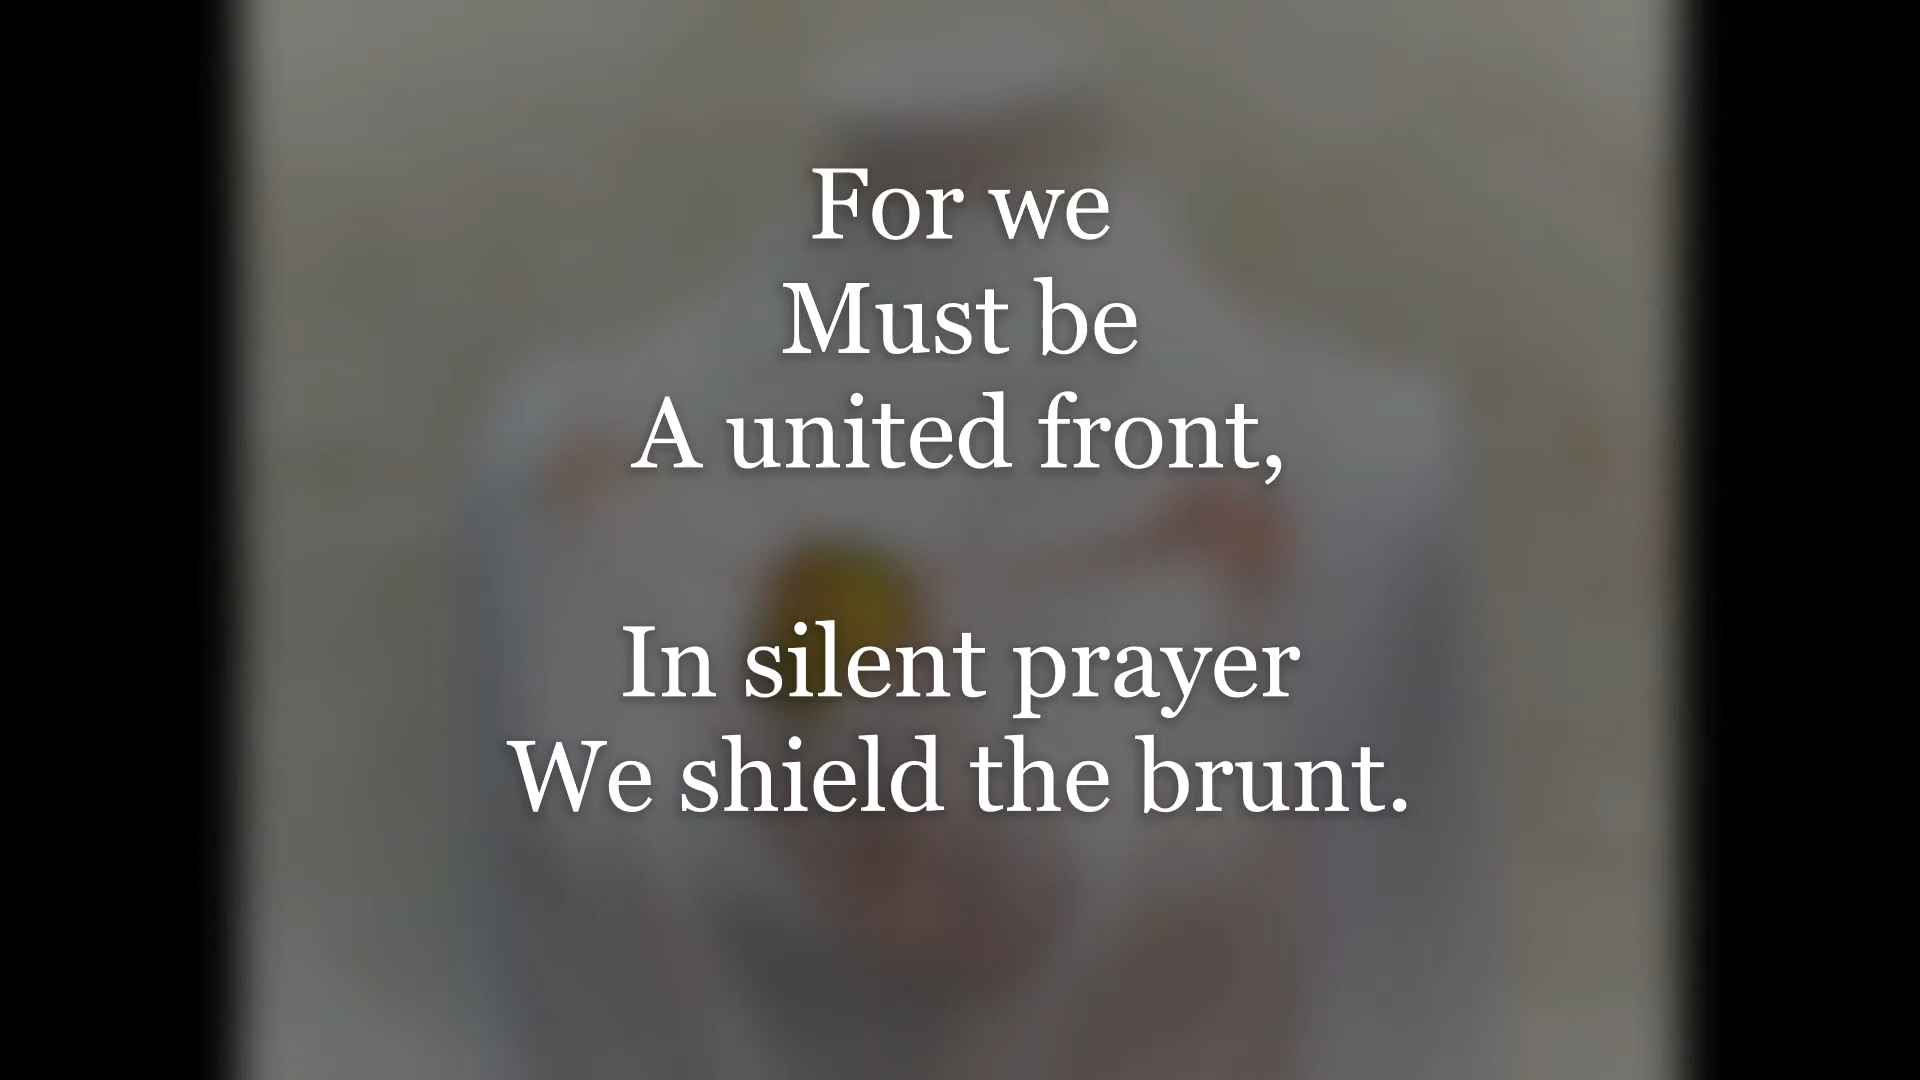 For we
Must be
A united front,
In silent prayer
We shield the brunt.